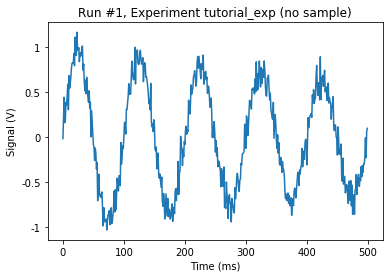 Run #1, Experiment tutorial_exp (no sample)
1
0.5
0
-0.5
-1
Signal (V)
0 100 200 300 400 500
Time (ms)